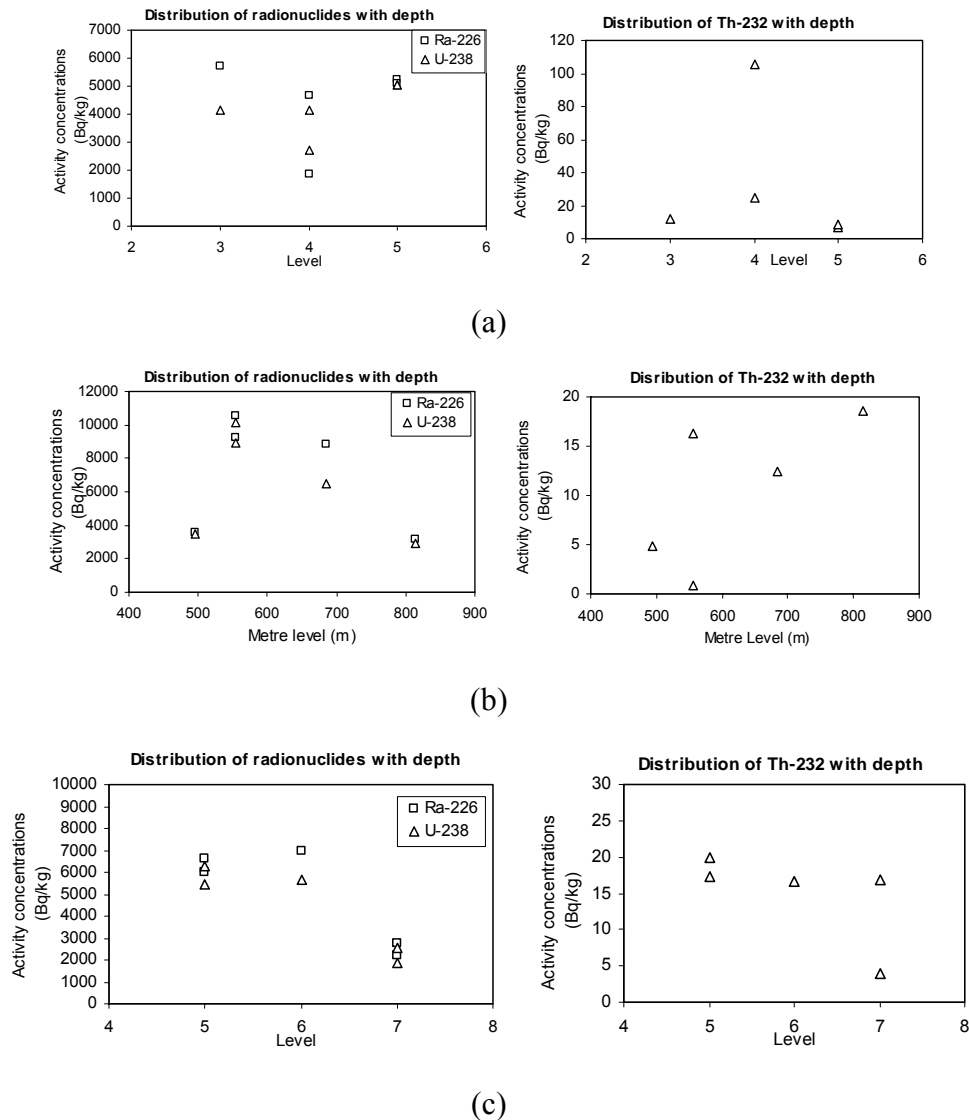 Distribution of radionuclides with depth
Activity concentrations
(Bq/kg)
7000
6000
5000
4000
3000
2000
1000
0
2 3 4 5 6
Level
Ra-226
U-238
Distribution of Th-232 with depth
Activity concentrations
(Bq/kg)
120
100
80
60
40
20
0
2 3 4 5 6
Level
(a)
Distribution of radionuclides with depth
Activity concentrations
(Bq/kg)
12000
10000
8000
6000
4000
2000
0
400 500 600 700 800 900
Metre level (m)
Ra-226
U-238
Disribution of Th-232 with depth
Activity concentrations
(Bq/kg)
20
15
10
5
0
400 500 600 700 800 900
Metre Level (m)
(b)
Distribution of radionuclides with depth
Activity concentrations
(Bq/kg)
10000
9000
8000
7000
6000
5000
4000
3000
2000
1000
0
4 5 6 7 8
Level
Ra-226
U-238
Distribution of Th-232 with depth
Activity concentrations
(Bq/kg)
30
25
20
15
10
5
0
4 5 6 7 8
Level
(c)